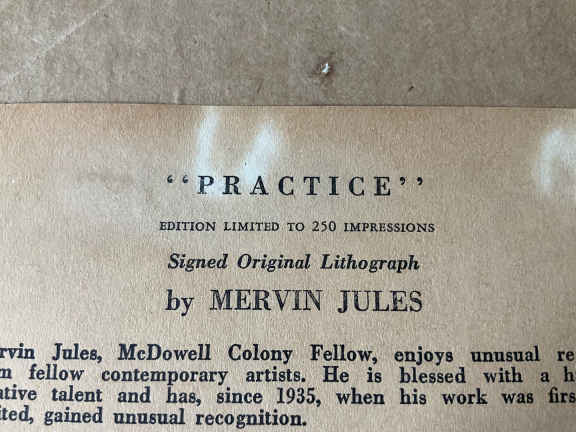 “PRACTICE”
EDITION LIMITED TO 250 IMPRESSIONS
Signed Original Lithograph
by MERVIN JULES
rvin Jules, McDowell Colony Fellow, enjoys unusual re
m fellow contemporary artists. He is blessed with a h
ative talent and has, since 1935, when his work was firs
ited, gained unusual recognition.